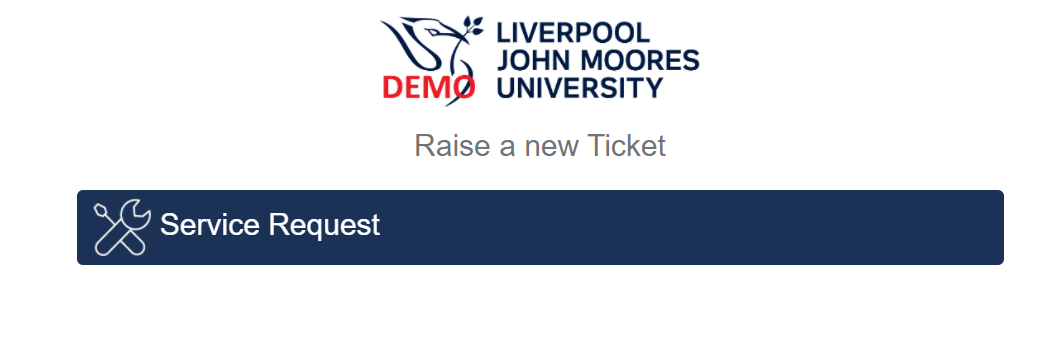 LIVERPOOL
JOHN MOORES
DEMO UNIVERSITY
Raise a new Ticket
Service Request